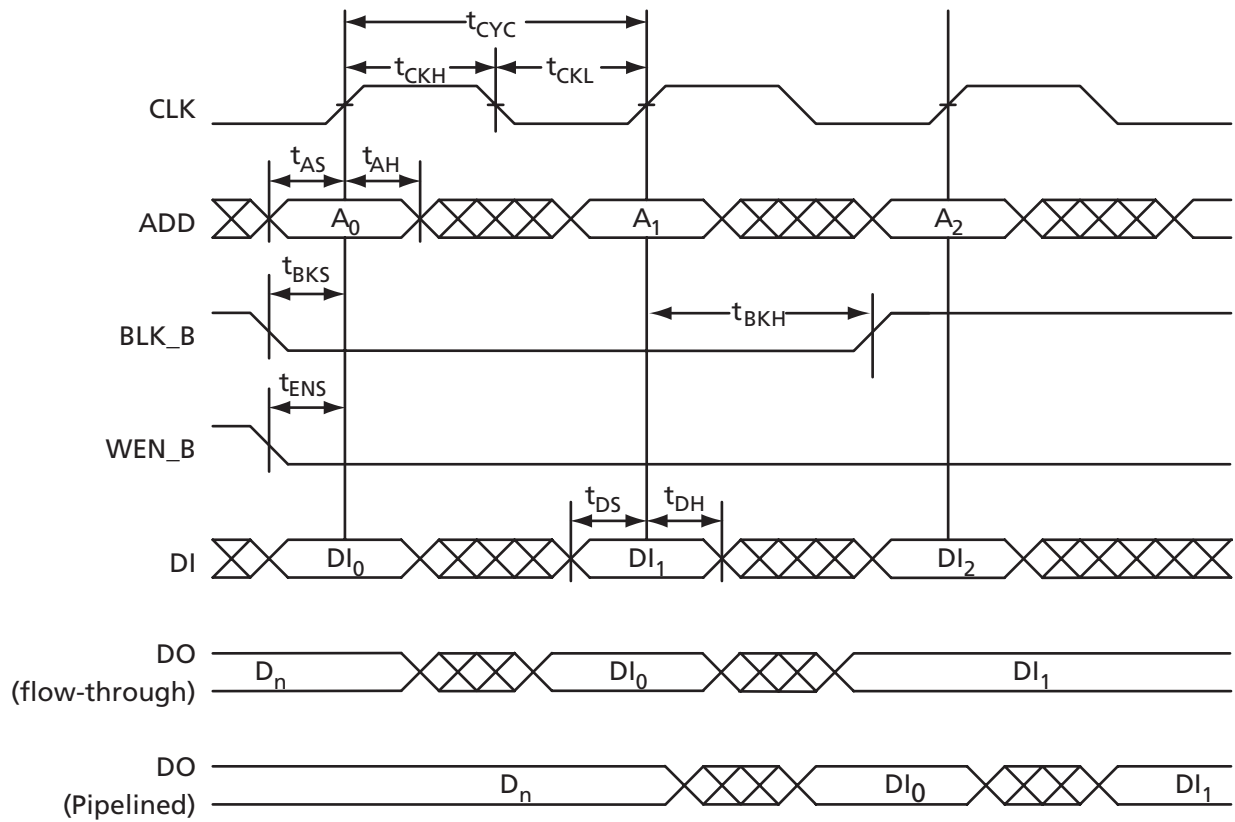 tCYC
tCKH tCKL
CLK
tAS tAH
ADD A0 A1 A2
tBKS
BLK_B tBKH
tENS
WEN_B
tDS tDH
DI DI0 DI1 DI2
DO
(flow-through) Dn DI0 DI1
DO
(Pipelined) Dn DI0 DI1